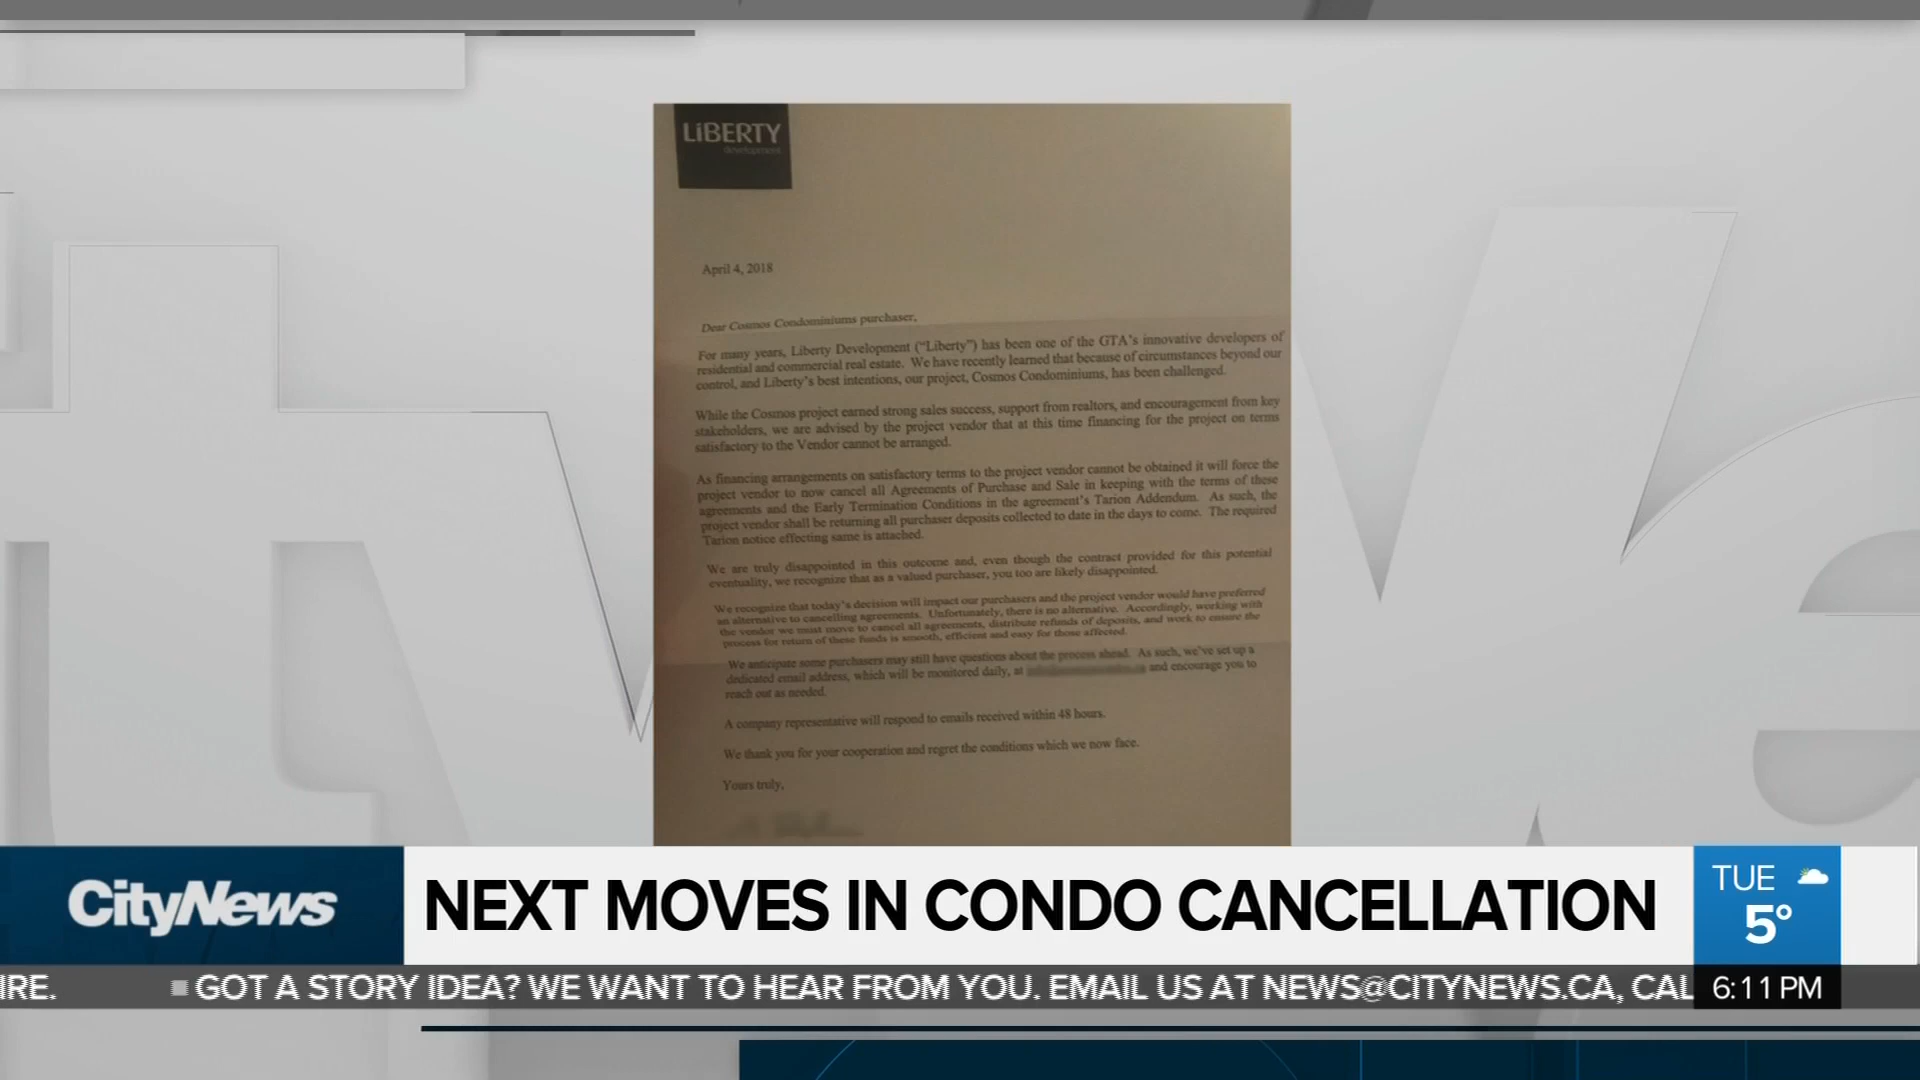 LiBERTY
development
April 4, 2018
Dear Cosmos Condominiums purchaser,
For many years, Liberty Development (“Liberty”) has been one of the GTA’s innovative developers of
residential and commercial real estate. We have recently learned that because of circumstances beyond our
control, and Liberty’s best intentions, our project, Cosmos Condominiums, has been challenged.
While the Cosmos project earned strong sales success, support from realtors, and encouragement from key
stakeholders, we are advised by the project vendor that at this time financing for the project on terms
satisfactory to the Vendor cannot be arranged.
As financing arrangements on satisfactory terms to the project vendor cannot be obtained it will force the
project vendor to now cancel all Agreements of Purchase and Sale in keeping with the terms of these
agreements and the Early Termination Conditions in the agreement’s Tarion Addendum. As such, the
project vendor shall be returning all purchaser deposits collected to date in the days to come. The required
Tarion notice effecting same is attached.
We are truly disappointed in this outcome and, even though the contract provided for this potential
eventuality, we recognize that as a valued purchaser, you too are likely disappointed.
We recognize that today’s decision will impact our purchasers and the project vendor would have preferred
an alternative to cancelling agreements. Unfortunately, there is no alternative. Accordingly, working with
the vendor we must move to cancel all agreements, distribute refunds of deposits, and work to ensure the
process for return of these funds is smooth, efficient and easy for those affected.
We anticipate some purchasers may still have questions about the process ahead. As such, we’ve set up a
dedicated email address, which will be monitored daily, at and encourage you to
reach out as needed.
A company representative will respond to emails received within 48 hours.
We thank you for your cooperation and regret the conditions which we now face.
Yours truly,
CityNews
NEXT MOVES IN CONDO CANCELLATION
TUE
5°
IRE. ■ GOT A STORY IDEA? WE WANT TO HEAR FROM YOU. EMAIL US AT NEWS@CITYNEWS.CA, CAL
6:11 PM